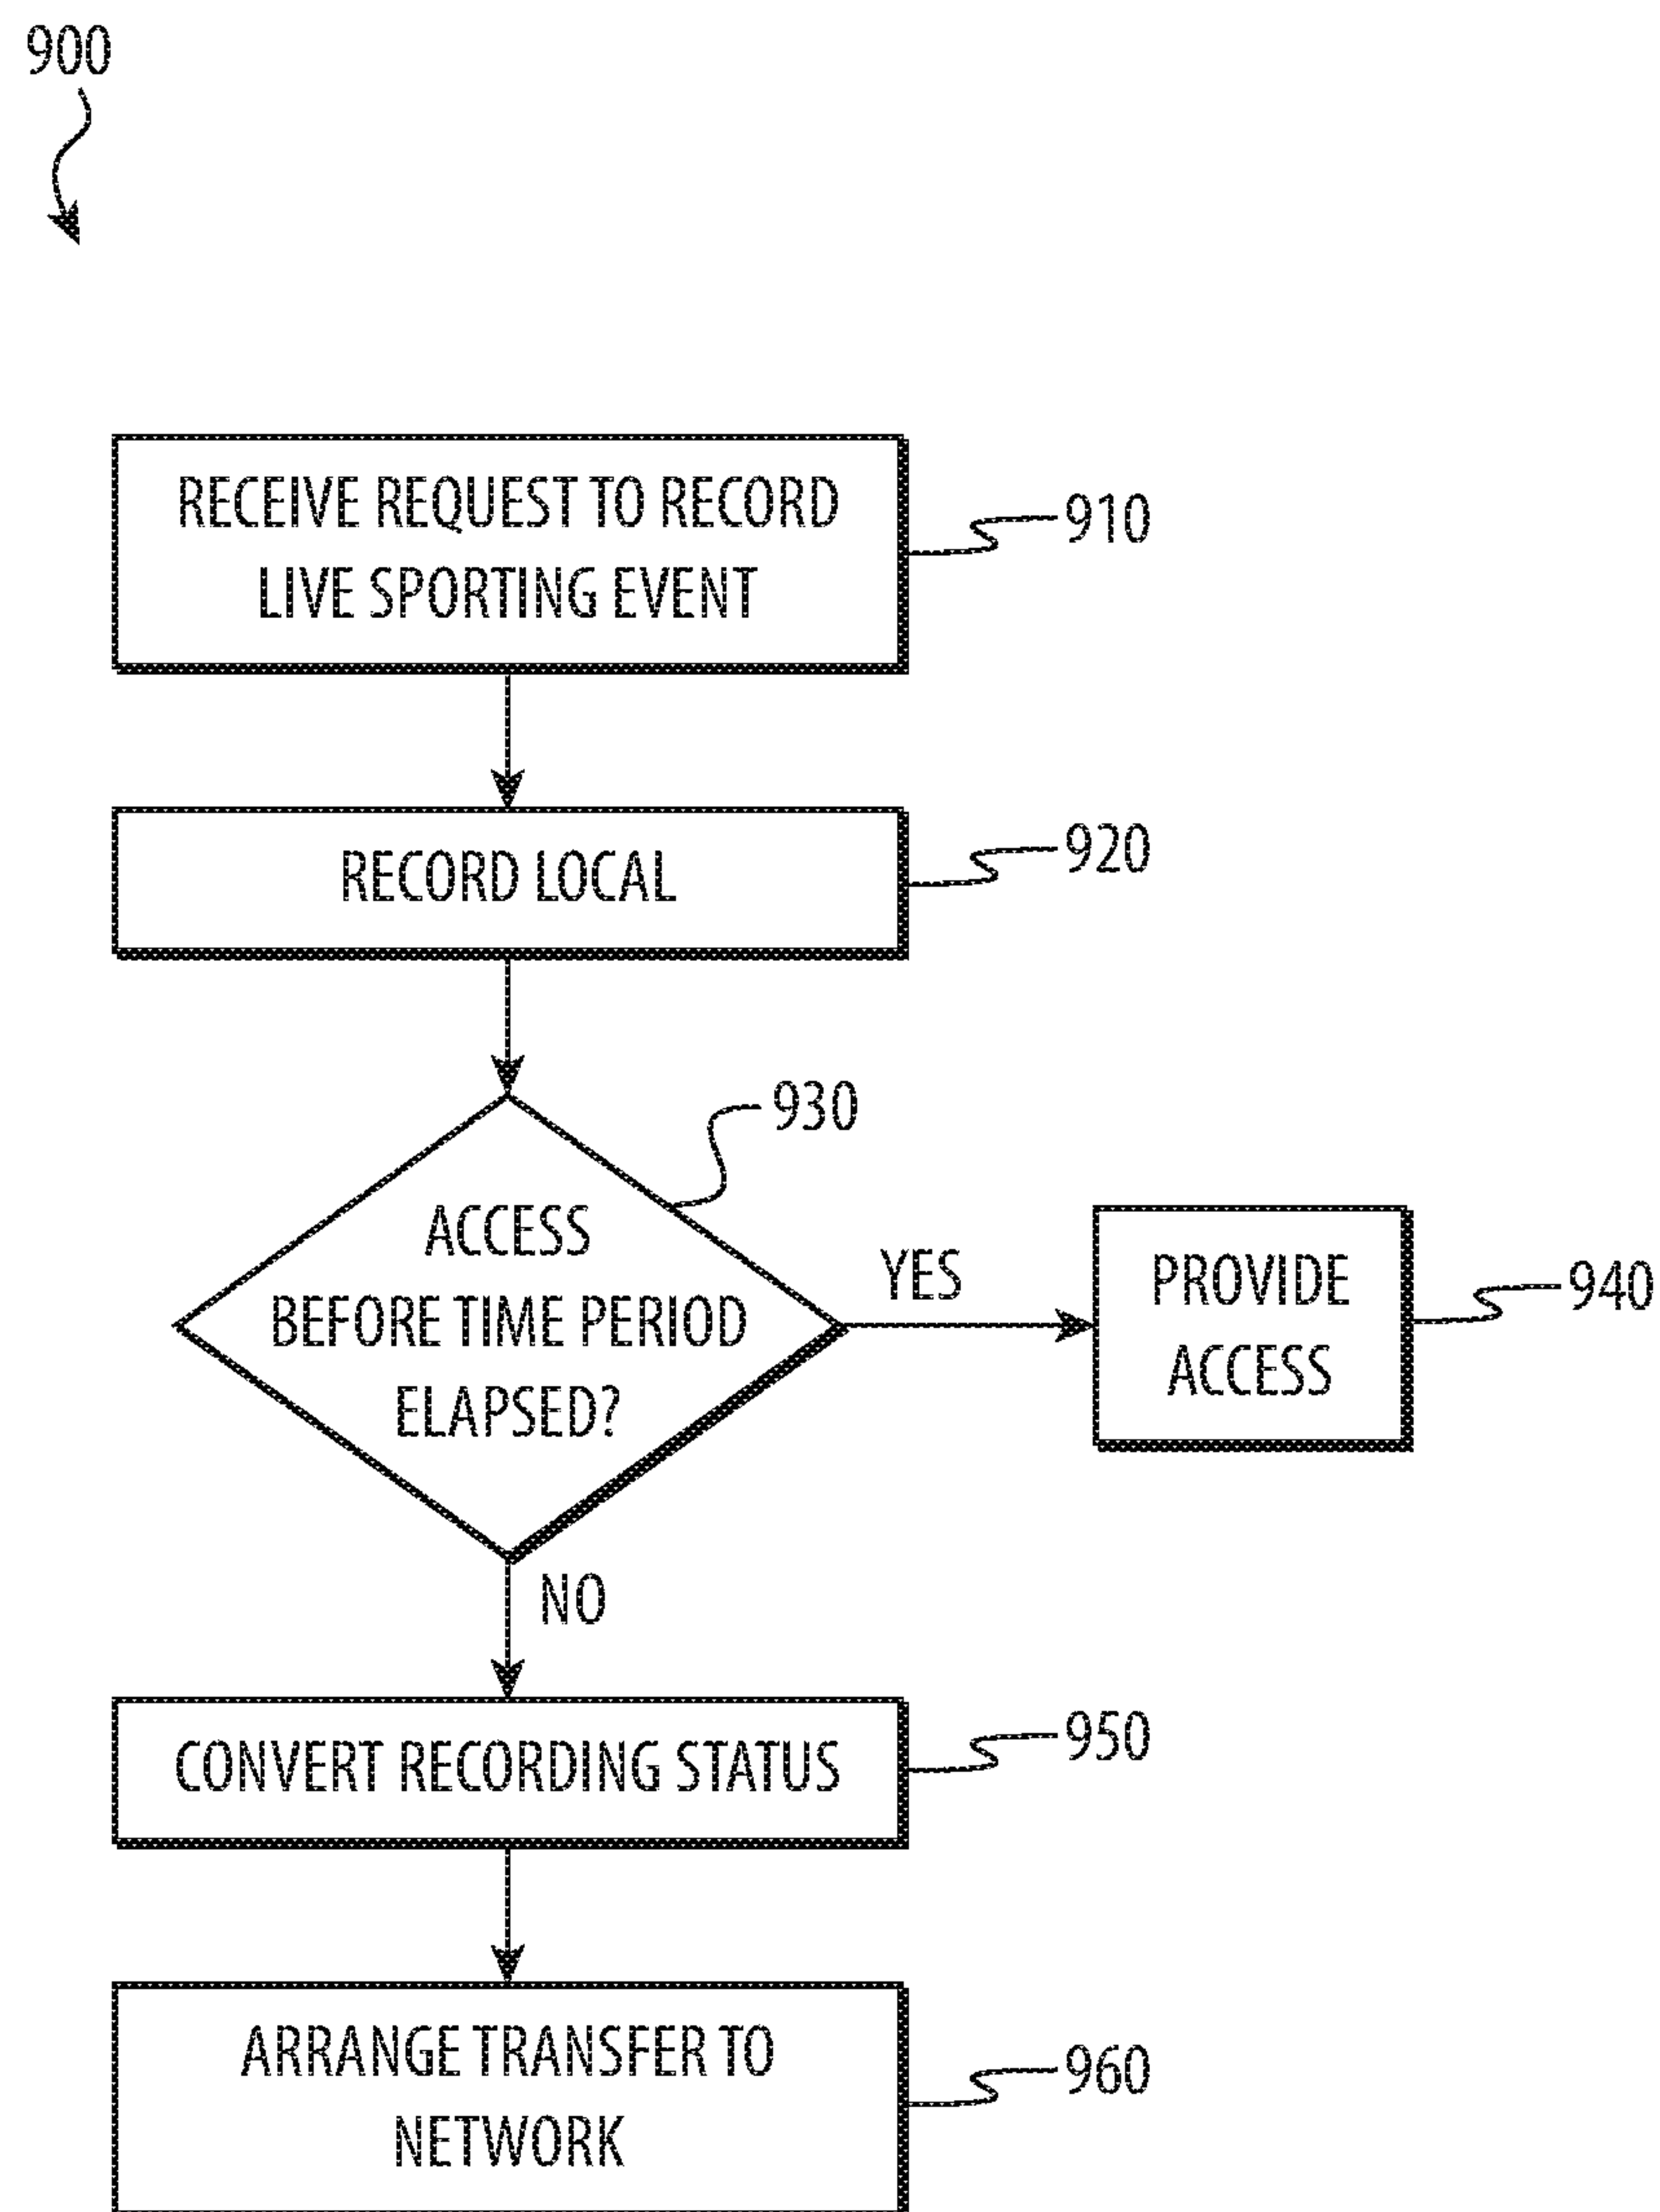 900
RECEIVE REQUEST TO RECORD
LIVE SPORTING EVENT
910
RECORD LOCAL
920
930
ACCESS
BEFORE TIME PERIOD
ELAPSED?
YES
PROVIDE
ACCESS
940
NO
CONVERT RECORDING STATUS
950
ARRANGE TRANSFER TO
NETWORK
960